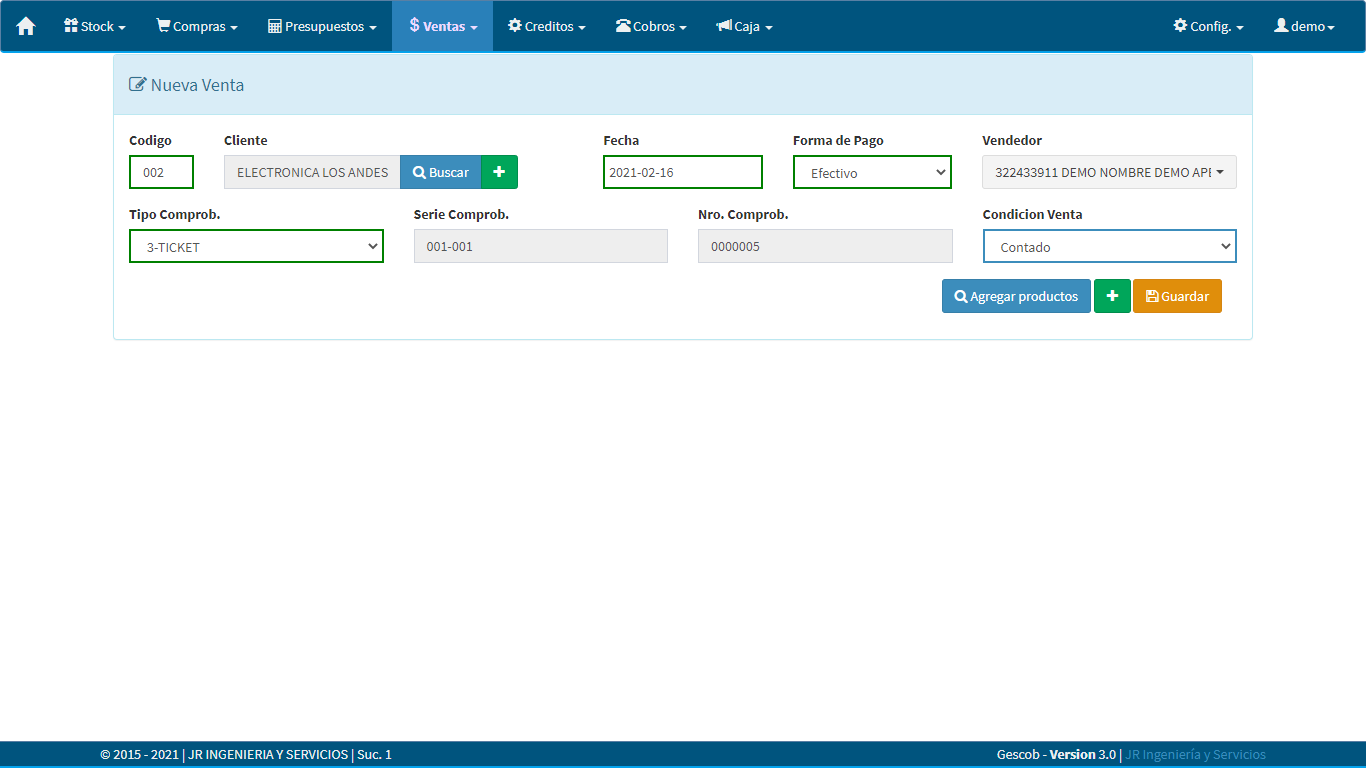 Stock Compras Presupuestos $ Ventas Creditos Cobros Caja Config. demo
Nueva Venta
Codigo Cliente Fecha Forma de Pago Vendedor
002 ELECTRONICA LOS ANDES Buscar 2021-02-16 Efectivo 322433911 DEMO NOMBRE DEMO APE
Tipo Comprob. Serie Comprob. Nro. Comprob. Condicion Venta
3-TICKET 001-001 0000005 Contado
Agregar productos Guardar
© 2015 - 2021 | JR INGENIERIA Y SERVICIOS | Suc. 1 Gescob - Version 3.0 | JR Ingeniería y Servicios